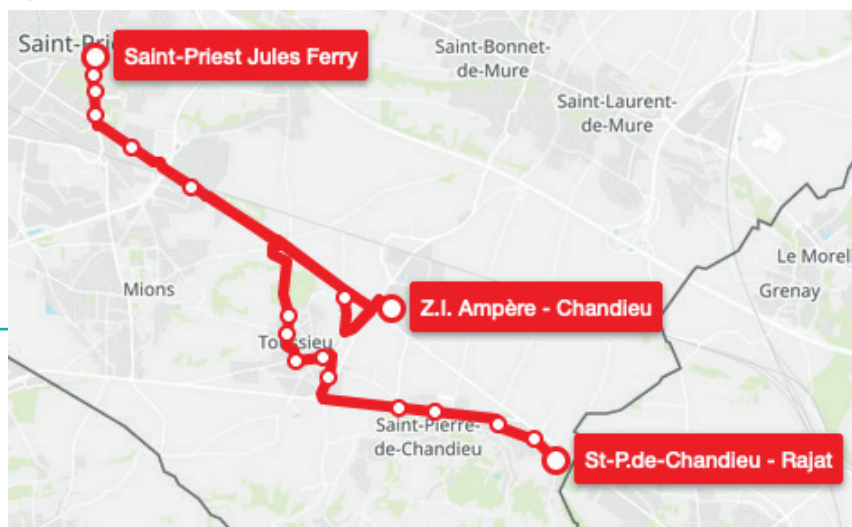 Saint-Pri
Saint-Priest Jules Ferry
Saint-Bonnet-
de-Mure
Saint-Laurent-
de-Mure
Le Morel
Grenay
Mions
Z.I. Ampère - Chandieu
Saint-Pierre-
de-Chandieu
St-P.de-Chandieu - Rajat